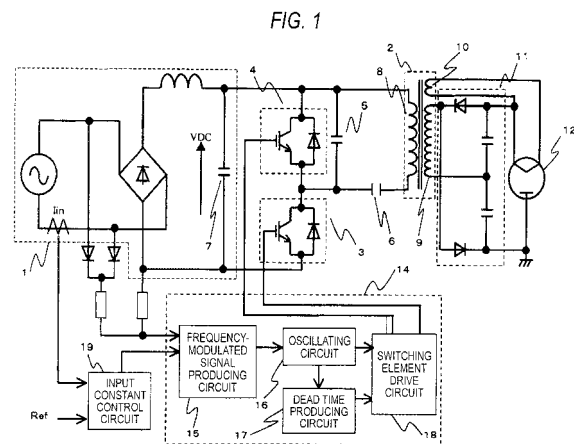 FIG. 1
2
10
11
4
8
5
12
VDC
Iin
7
6
9
1
3
14
19
FREQUENCY-
MODULATED
SIGNAL
PRODUCING
CIRCUIT
OSCILLATING
CIRCUIT
SWITCHING
ELEMENT
DRIVE
CIRCUIT
16
INPUT
CONSTANT
CONTROL
CIRCUIT
DEAD TIME
PRODUCING
CIRCUIT
Ref
15
17
18